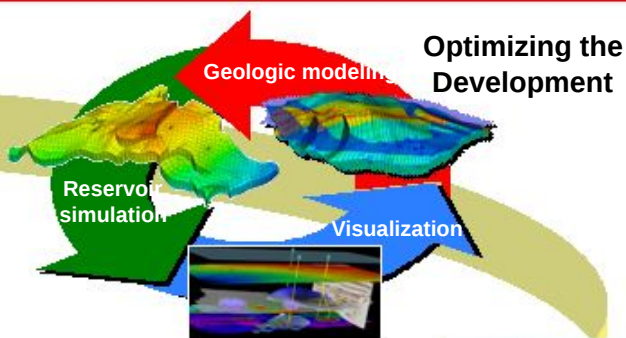 Optimizing the
Development
Geologic modeling
Reservoir
simulation
Visualization